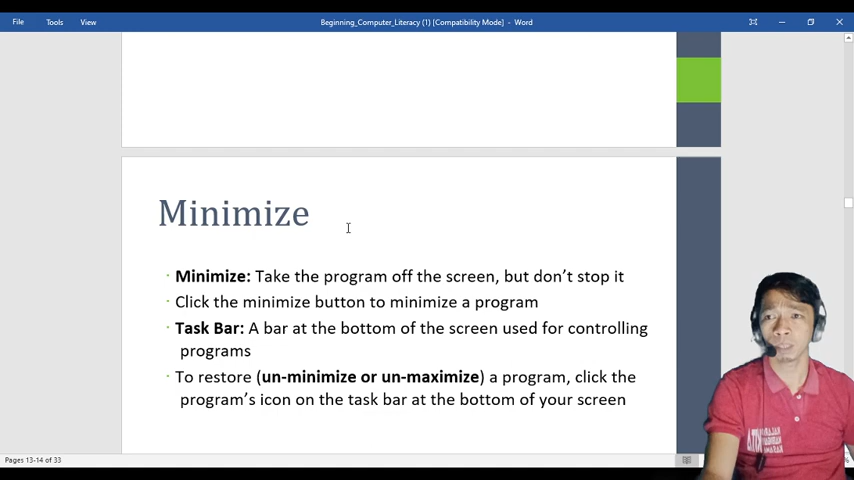 File Tools View Beginning_Computer_Literacy (1) [Compatibility Mode] - Word
Minimize
· Minimize: Take the program off the screen, but don't stop it
· Click the minimize button to minimize a program
· Task Bar: A bar at the bottom of the screen used for controlling
programs
· To restore (un-minimize or un-maximize) a program, click the
program's icon on the task bar at the bottom of your screen
Pages 13-14 of 33